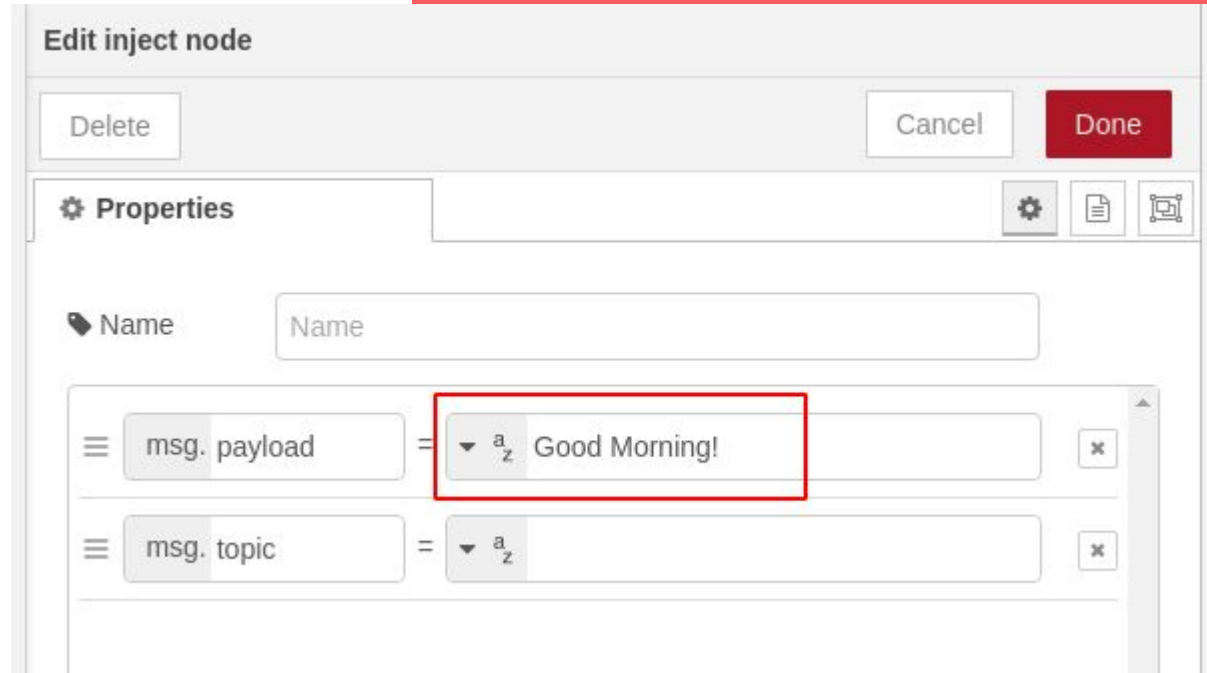 Edit inject node
Delete Cancel Done
Properties
Name Name
msg. payload = az Good Morning!
msg. topic = az